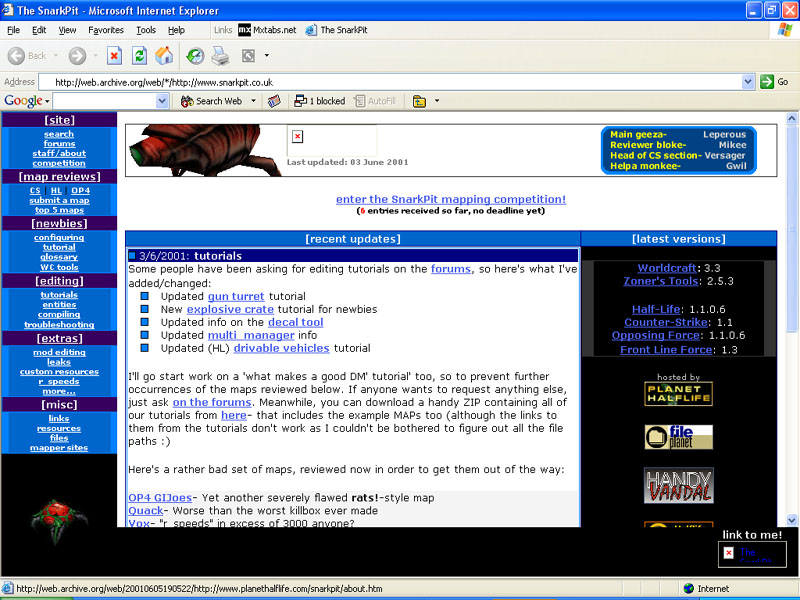 The SnarkPit - Microsoft Internet Explorer
File Edit View Favorites Tools Help Links mx Mxtabs.net The SnarkPit
Back
Address http://web.archive.org/web/*/http://www.snarkpit.co.uk Go
Google Search Web 1 blocked AutoFill
[site]
search
forums
staff/about
competition
[map reviews]
CS | HL | OP4
submit a map
top 5 maps
[newbies]
configuring
tutorial
glossary
WC tools
[editing]
tutorials
entities
compiling
troubleshooting
[extras]
mod editing
leaks
custom resources
r_speeds
more...
[misc]
links
resources
files
mapper sites
Last updated: 03 June 2001
Main geeza- Leperous
Reviewer bloke- Mikee
Head of CS section- Versager
Helpa monkee- Gwil
enter the SnarkPit mapping competition!
(6 entries received so far, no deadline yet)
[recent updates]
3/6/2001: tutorials
Some people have been asking for editing tutorials on the forums, so here's what I've
added/changed:
Updated gun turret tutorial
New explosive crate tutorial for newbies
Updated info on the decal tool
Updated multi_manager info
Updated (HL) drivable vehicles tutorial
I'll go start work on a 'what makes a good DM' tutorial' too, so to prevent further
occurrences of the maps reviewed below. If anyone wants to request anything else,
just ask on the forums. Meanwhile, you can download a handy ZIP containing all of
our tutorials from here- that includes the example MAPs too (although the links to
them from the tutorials don't work as I couldn't be bothered to figure out all the file
paths :)
Here's a rather bad set of maps, reviewed now in order to get them out of the way:
OP4 GIJoes- Yet another severely flawed rats!-style map
Quack- Worse than the worst killbox ever made
Vox- "r_speeds" in excess of 3000 anyone?
[latest versions]
Worldcraft: 3.3
Zoner's Tools: 2.5.3
Half-Life: 1.1.0.6
Counter-Strike: 1.1
Opposing Force: 1.1.0.6
Front Line Force: 1.3
hosted by
PLANET
HALFLIFE
file
planet
HANDY
VANDAL
link to me!
The
http://web.archive.org/web/20010605190522/http://www.planethalflife.com/snarkpit/about.htm Internet